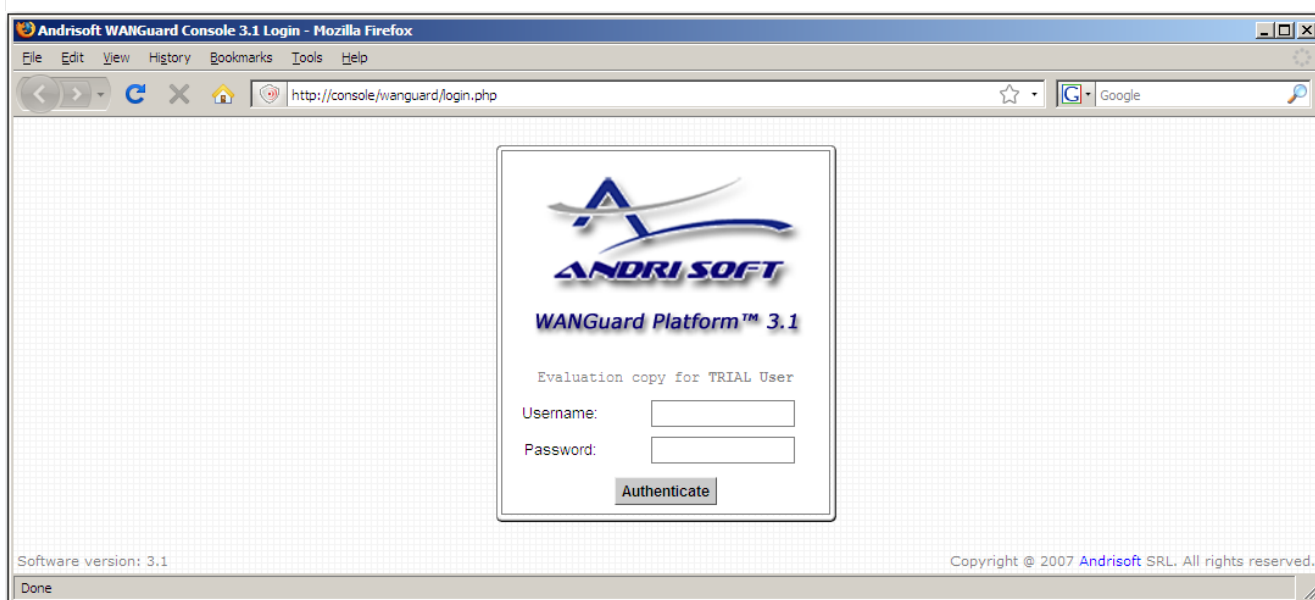 Andrisoft WANGuard Console 3.1 Login - Mozilla Firefox
File Edit View History Bookmarks Tools Help
http://console/wanguard/login.php
G Google
ANDRISOFT
WANGuard Platform™ 3.1
Evaluation copy for TRIAL User
Username:
Password:
Authenticate
Software version: 3.1 Copyright @ 2007 Andrisoft SRL. All rights reserved.
Done